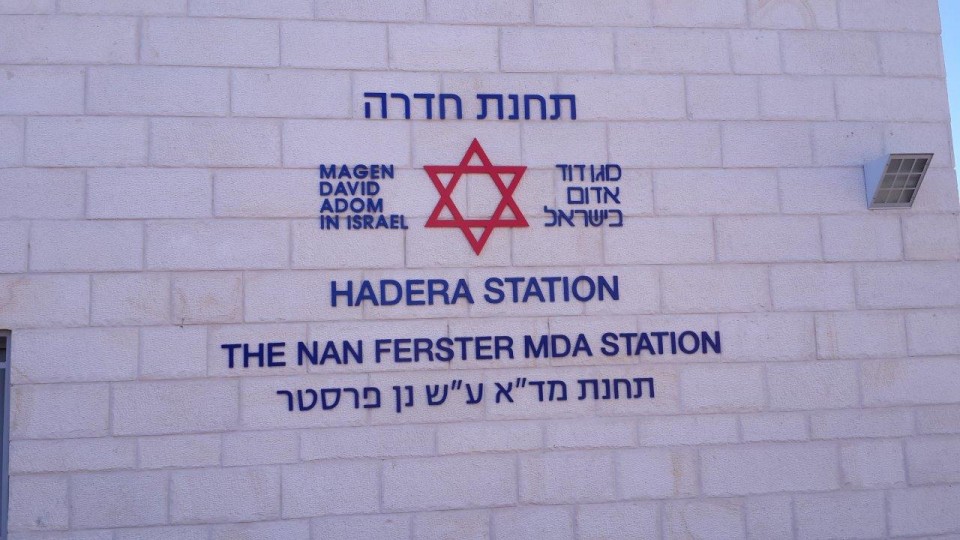 תחנת חדרה
MAGEN
DAVID
ADOM
IN ISRAEL
מגן דוד
אדום
בישראל
HADERA STATION
THE NAN FERSTER MDA STATION
תחנת מד"א ע"ש נן פרסטר